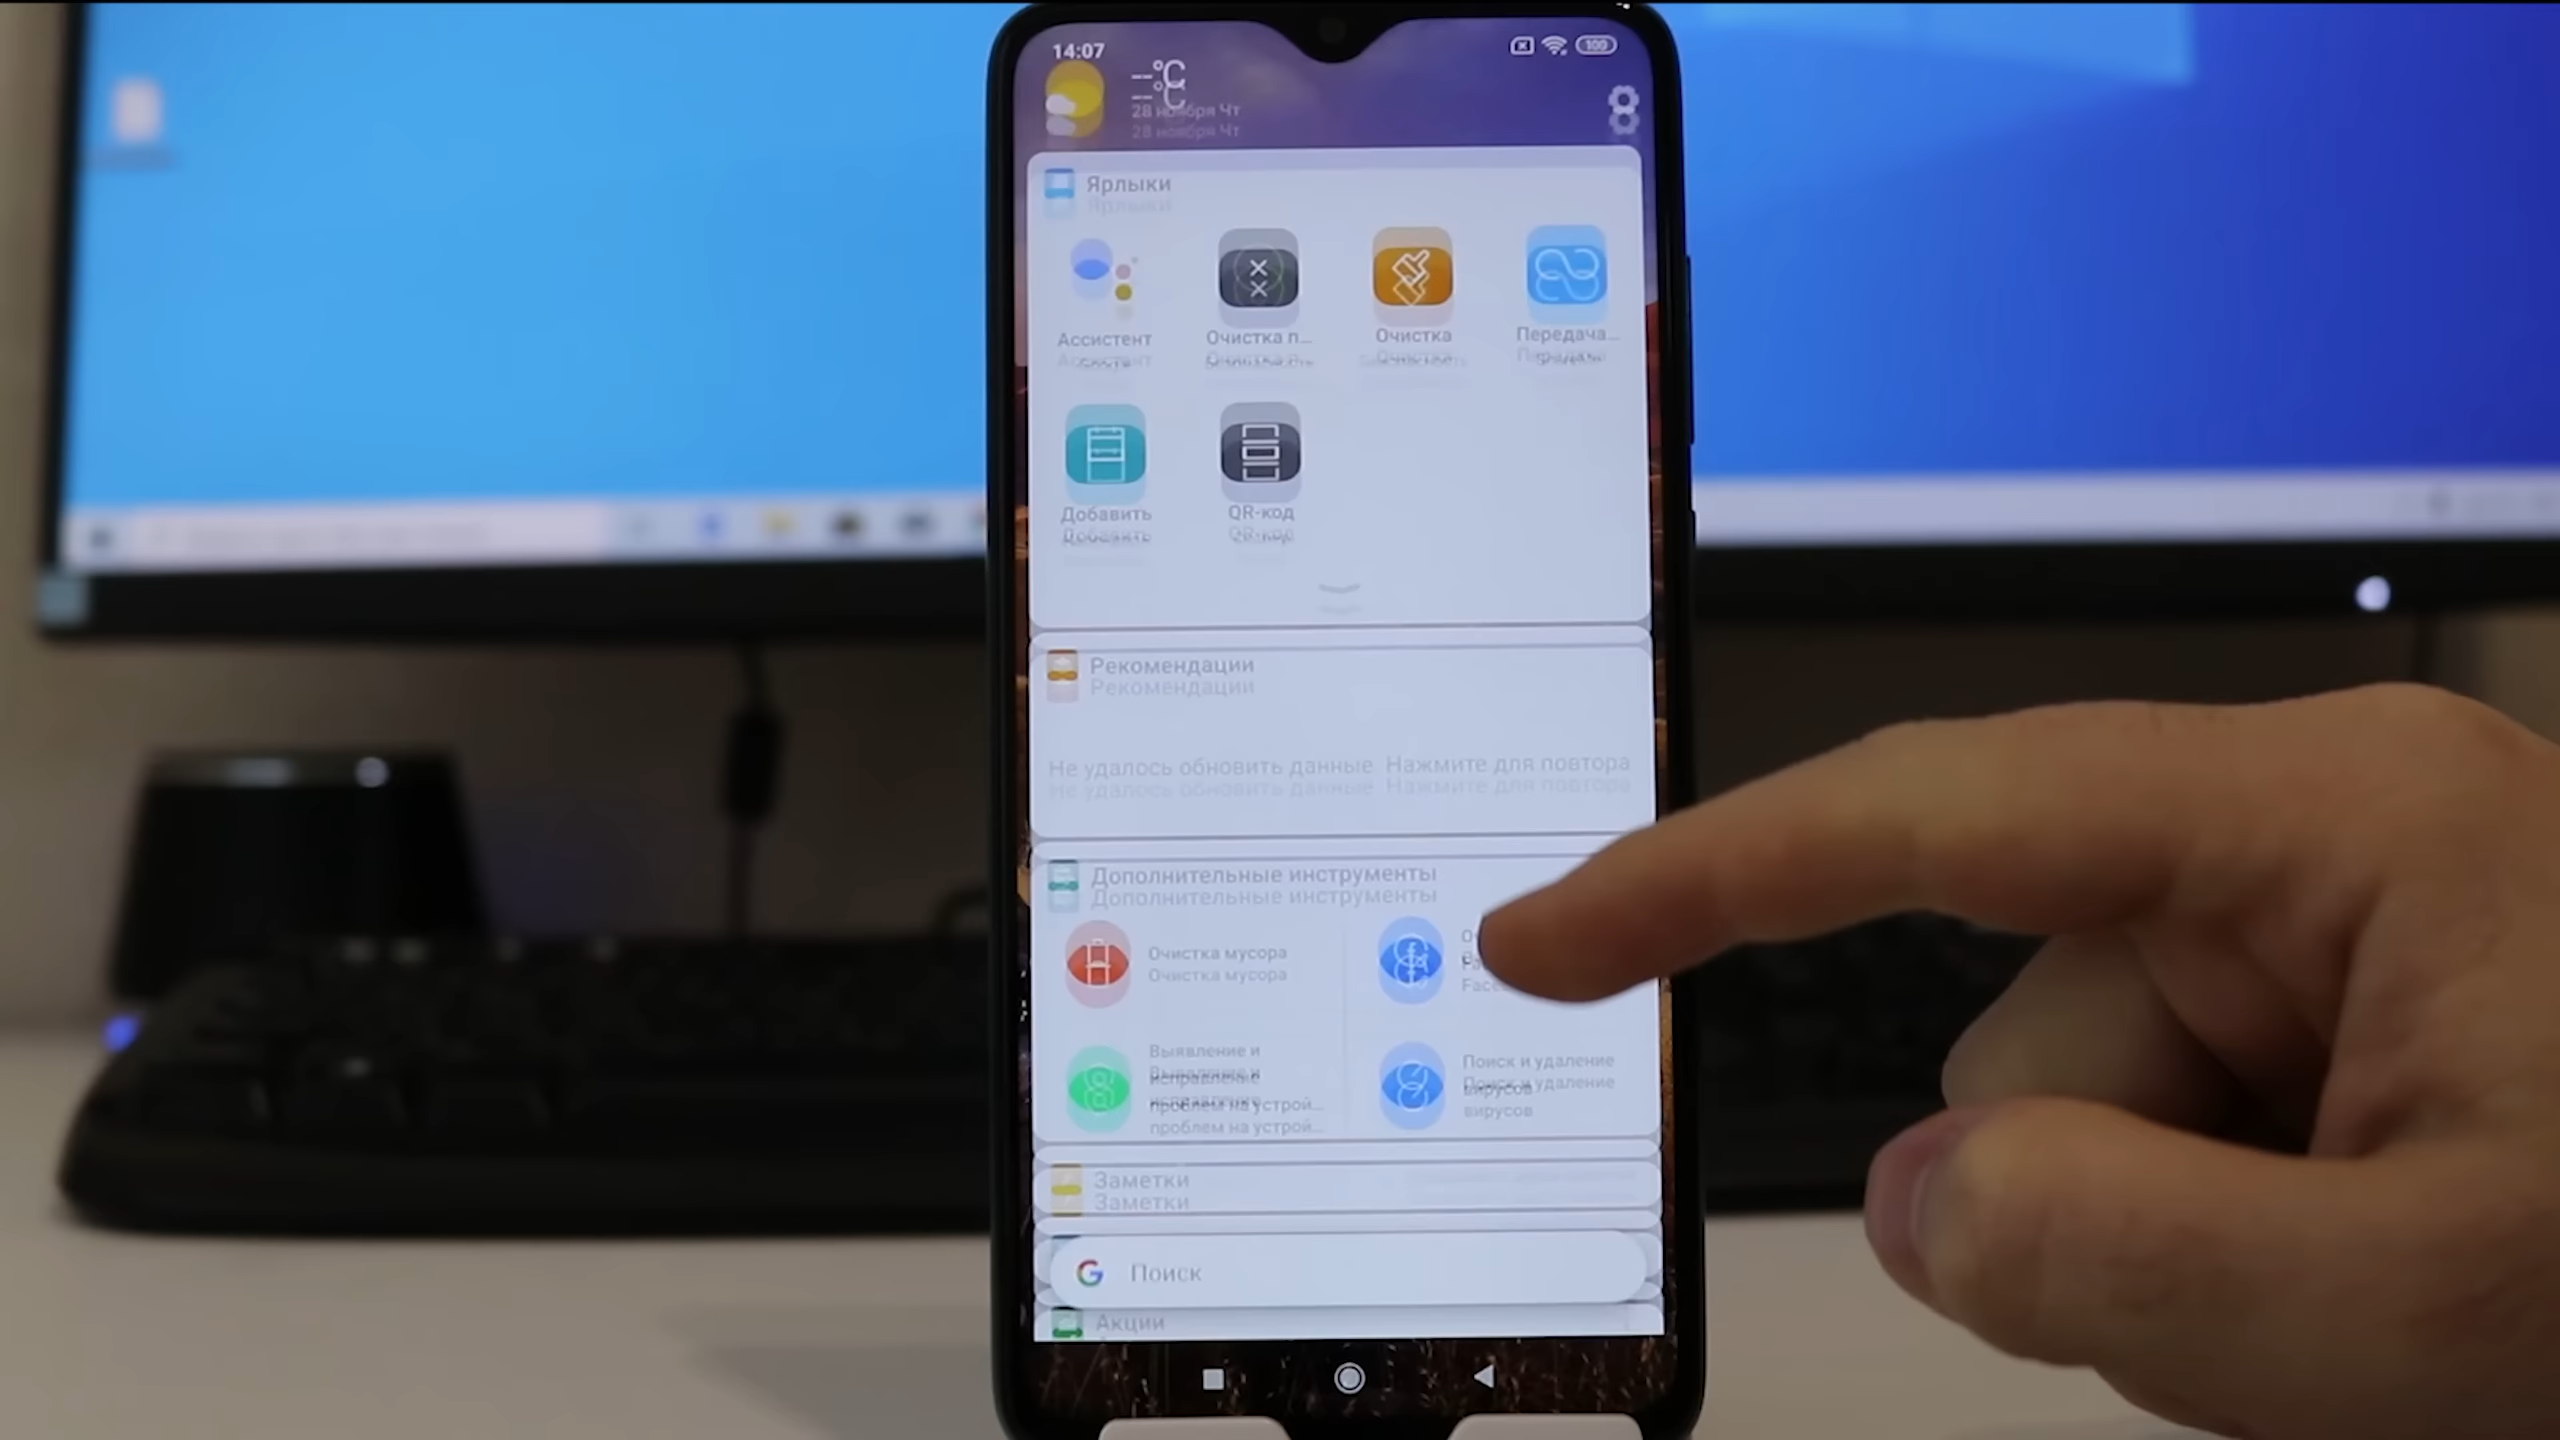 14:07
100
--°C
28 ноября Чт
Ярлыки
Ассистент
Очистка п...
Очистка
Передача...
Добавить
QR-код
Рекомендации
Не удалось обновить данные. Нажмите для повтора
Дополнительные инструменты
Очистка мусора
Выявление и
исправление
проблем на устрой...
Поиск и удаление
вирусов
Заметки
G Поиск
Акции